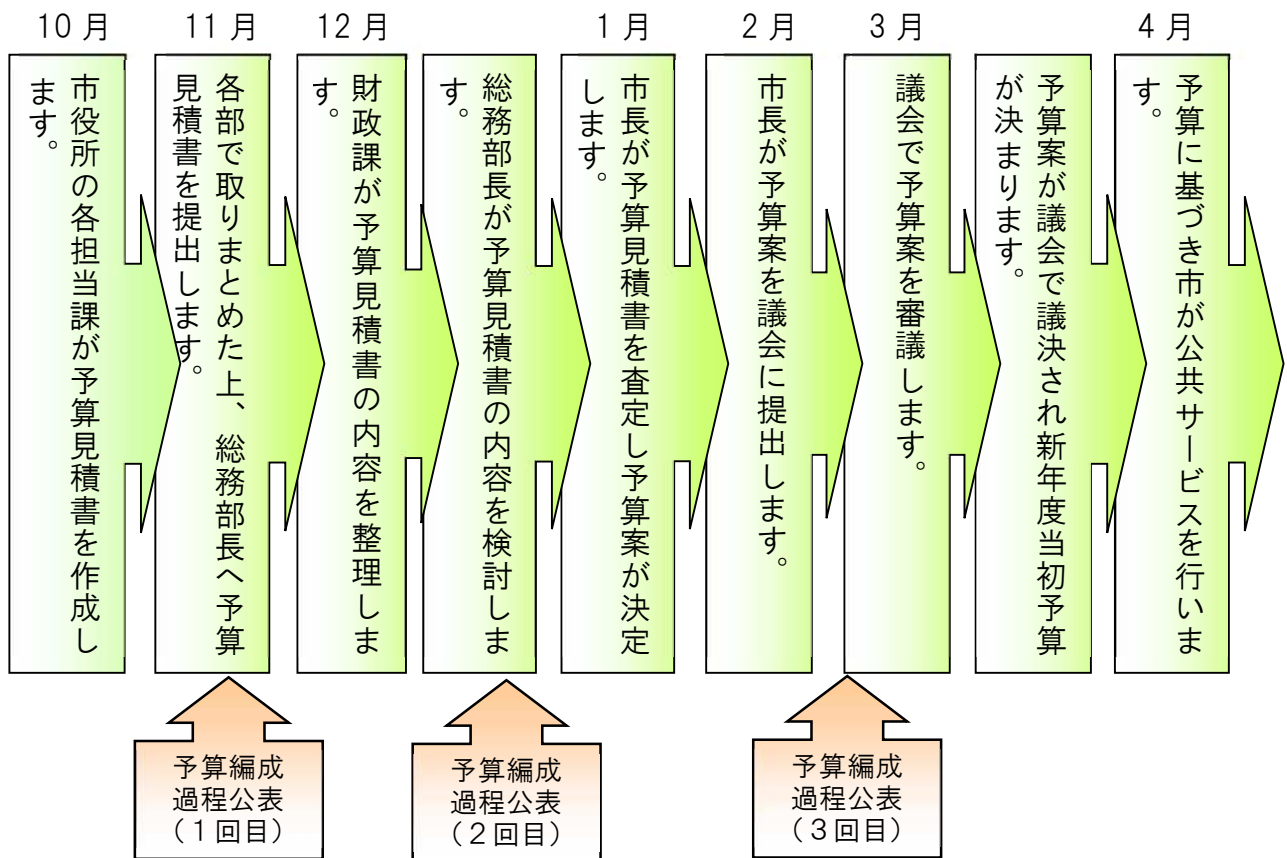 10 月
11 月
12 月
1 月
2 月
3 月
4 月
市役所の各担当課が予算見積書を作成し
ます。
各部で取りまとめた上、総務部長へ予算
見積書を提出します。
財政課が予算見積書の内容を整理しま
す。
総務部長が予算見積書の内容を検討しま
す。
市長が予算見積書を査定し予算案が決定
します。
市長が予算案を議会に提出します。
議会で予算案を審議します。
予算案が議会で議決され新年度当初予算
が決まります。
予算に基づき市が公共サービスを行いま
す。
予算編成
過程公表
（１回目）
予算編成
過程公表
（２回目）
予算編成
過程公表
（３回目）